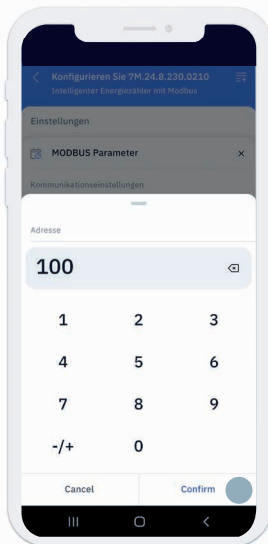 Konfigurieren Sie 7M.24.8.230.0210
Intelligenter Energiezähler mit Modbus
Einstellungen
MODBUS Parameter
Kommunikationseinstellungen
Adresse
100
1 2 3
4 5 6
7 8 9
-/+ 0
Cancel Confirm